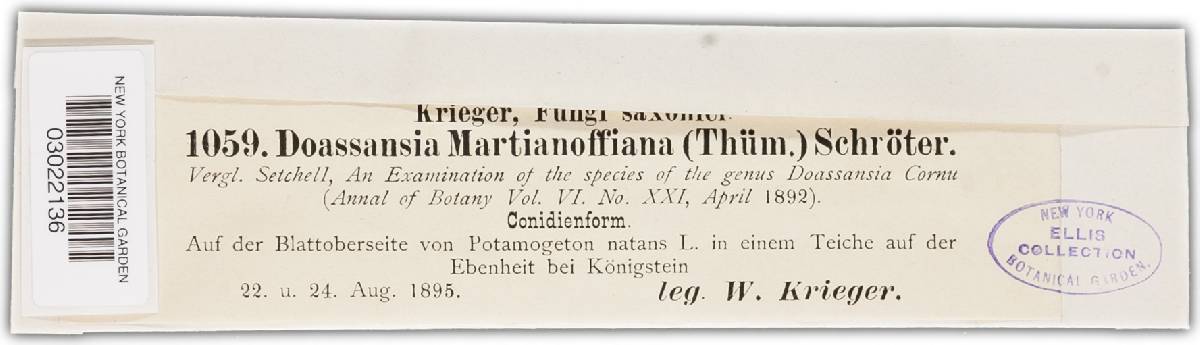 NEW YORK BOTANICAL GARDEN
03022136
Krieger, Fungi saxonici.
1059. Doassansia Martianoffiana (Thüm.) Schröter.
Vergl. Setchell, An Examination of the species of the genus Doassansia Cornu
(Annal of Botany Vol. VI. No. XXI, April 1892).
Conidienform.
Auf der Blattoberseite von Potamogeton natans L. in einem Teiche auf der
Ebenheit bei Königstein
22. u. 24. Aug. 1895. leg. W. Krieger.
NEW YORK
ELLIS
COLLECTION
BOTANICAL GARDEN.